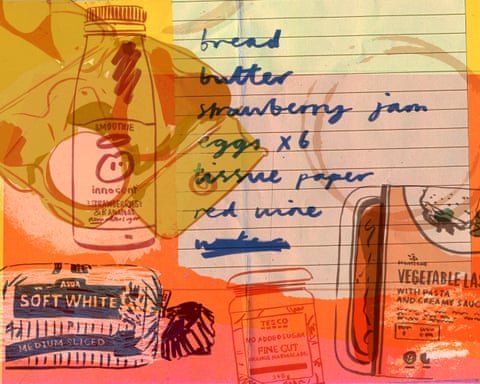 bread
butter
strawberry jam
eggs x6
tissue paper
red wine
SMOOTHIE
innocent
STRAWBERRIES
& BANANAS
ASDA
SOFT WHITE
MEDIUM SLICED
TESCO
NO ADDED SUGAR
FINE CUT
ORANGE MARMALADE
340g
VEGETABLE LAS
WITH PASTA
AND CREAMY SAUC